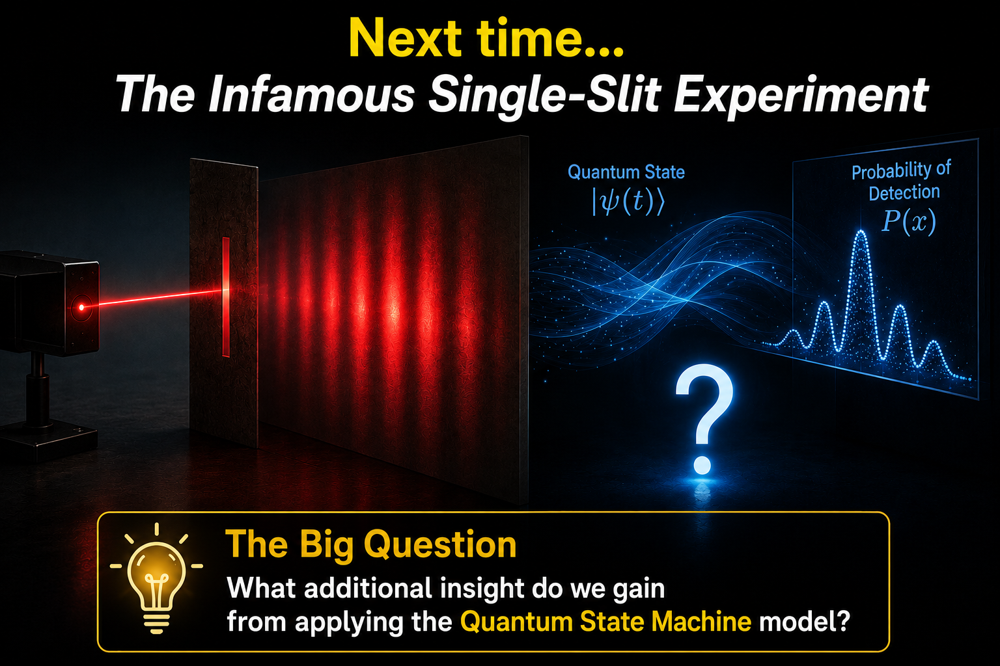 Next time...
The Infamous Single-Slit Experiment
Quantum State
|ψ(t)⟩
Probability of
Detection
P(x)
?
The Big Question
What additional insight do we gain
from applying the Quantum State Machine model?